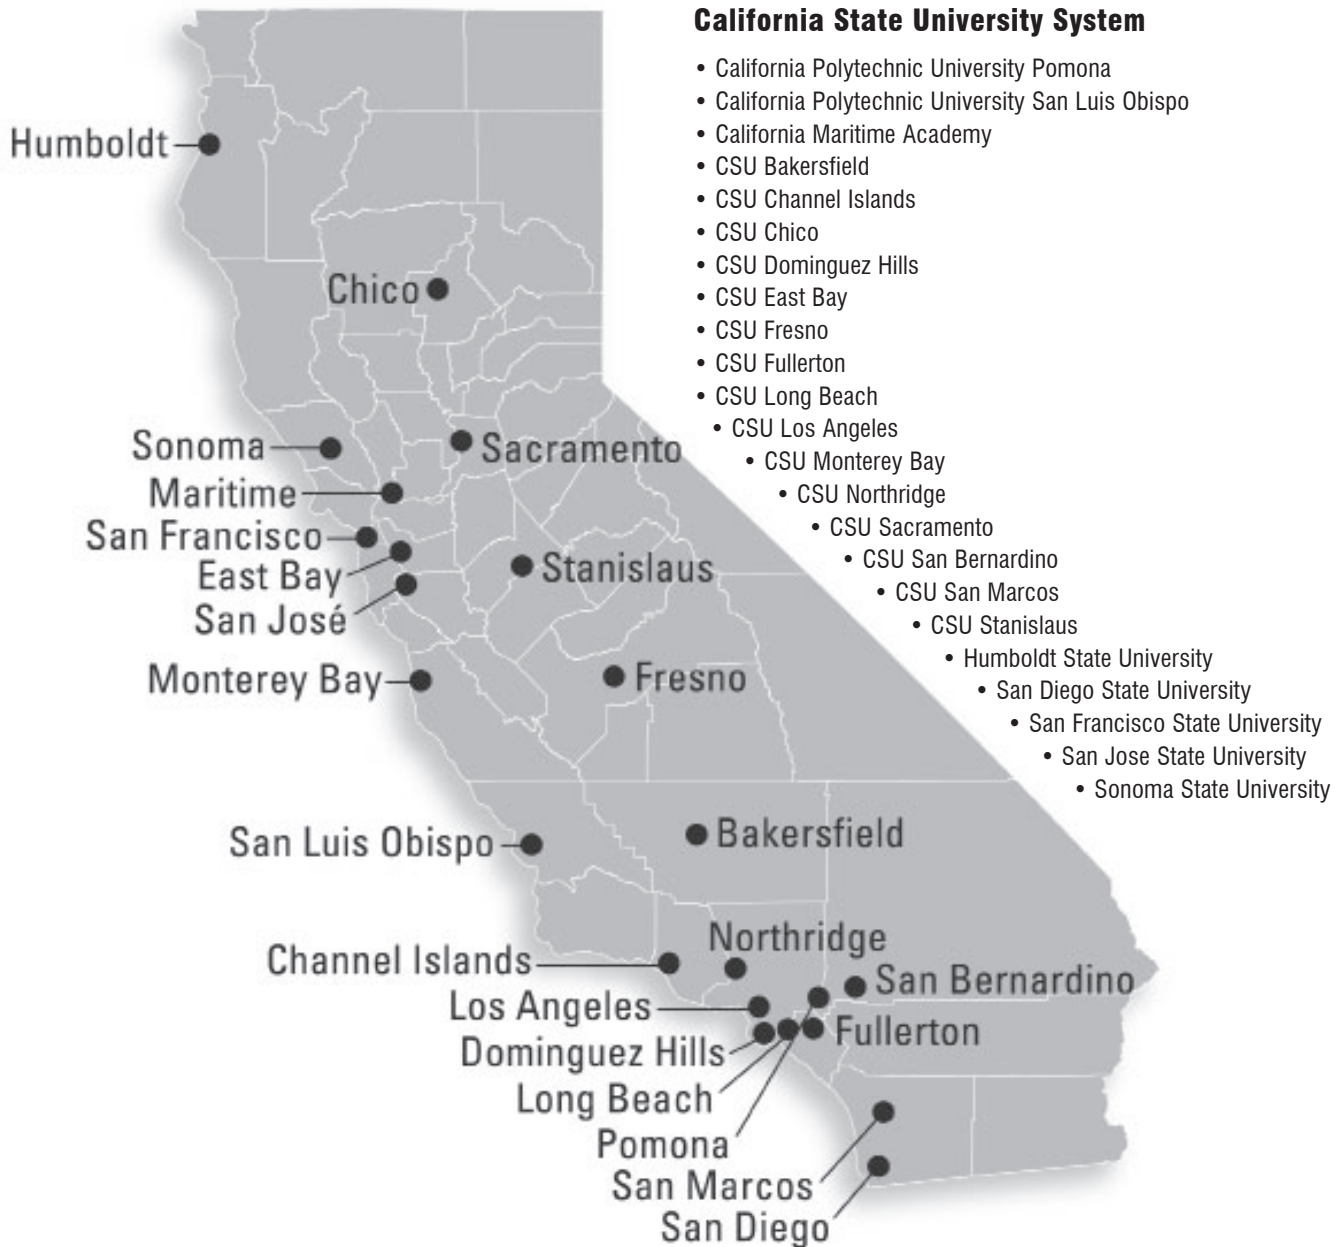 California State University System
• California Polytechnic University Pomona
• California Polytechnic University San Luis Obispo
• California Maritime Academy
• CSU Bakersfield
• CSU Channel Islands
• CSU Chico
• CSU Dominguez Hills
• CSU East Bay
• CSU Fresno
• CSU Fullerton
• CSU Long Beach
• CSU Los Angeles
• CSU Monterey Bay
• CSU Northridge
• CSU Sacramento
• CSU San Bernardino
• CSU San Marcos
• CSU Stanislaus
• Humboldt State University
• San Diego State University
• San Francisco State University
• San Jose State University
• Sonoma State University
Humboldt
Chico
Sonoma
Sacramento
Maritime
San Francisco
East Bay
Stanislaus
San José
Monterey Bay
Fresno
San Luis Obispo
Bakersfield
Northridge
Channel Islands
San Bernardino
Los Angeles
Fullerton
Dominguez Hills
Long Beach
Pomona
San Marcos
San Diego